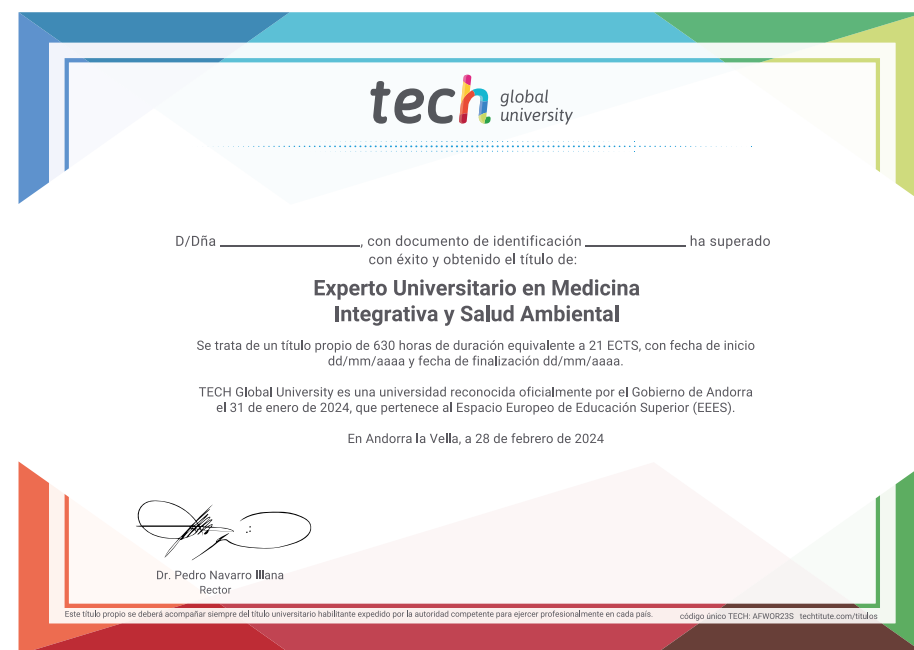 tech global university
D/Dña ____________________, con documento de identificación ______________ ha superado
con éxito y obtenido el título de:
Experto Universitario en Medicina
Integrativa y Salud Ambiental
Se trata de un título propio de 630 horas de duración equivalente a 21 ECTS, con fecha de inicio
dd/mm/aaaa y fecha de finalización dd/mm/aaaa.
TECH Global University es una universidad reconocida oficialmente por el Gobierno de Andorra
el 31 de enero de 2024, que pertenece al Espacio Europeo de Educación Superior (EEES).
En Andorra la Vella, a 28 de febrero de 2024
Dr. Pedro Navarro Illana
Rector
Este título propio se deberá acompañar siempre del título universitario habilitante expedido por la autoridad competente para ejercer profesionalmente en cada país.
código único TECH: AFWOR23S techtitute.com/titulos